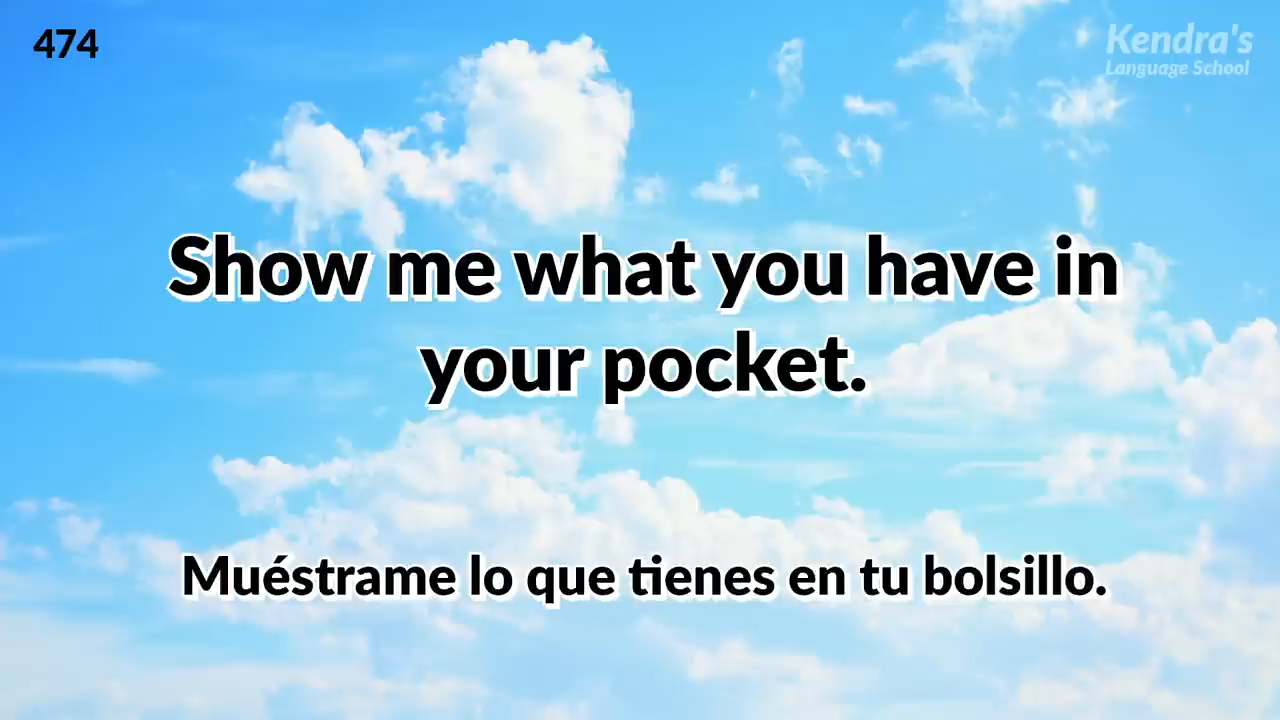 474
Kendra's
Language School
Show me what you have in
your pocket.
Muéstrame lo que tienes en tu bolsillo.